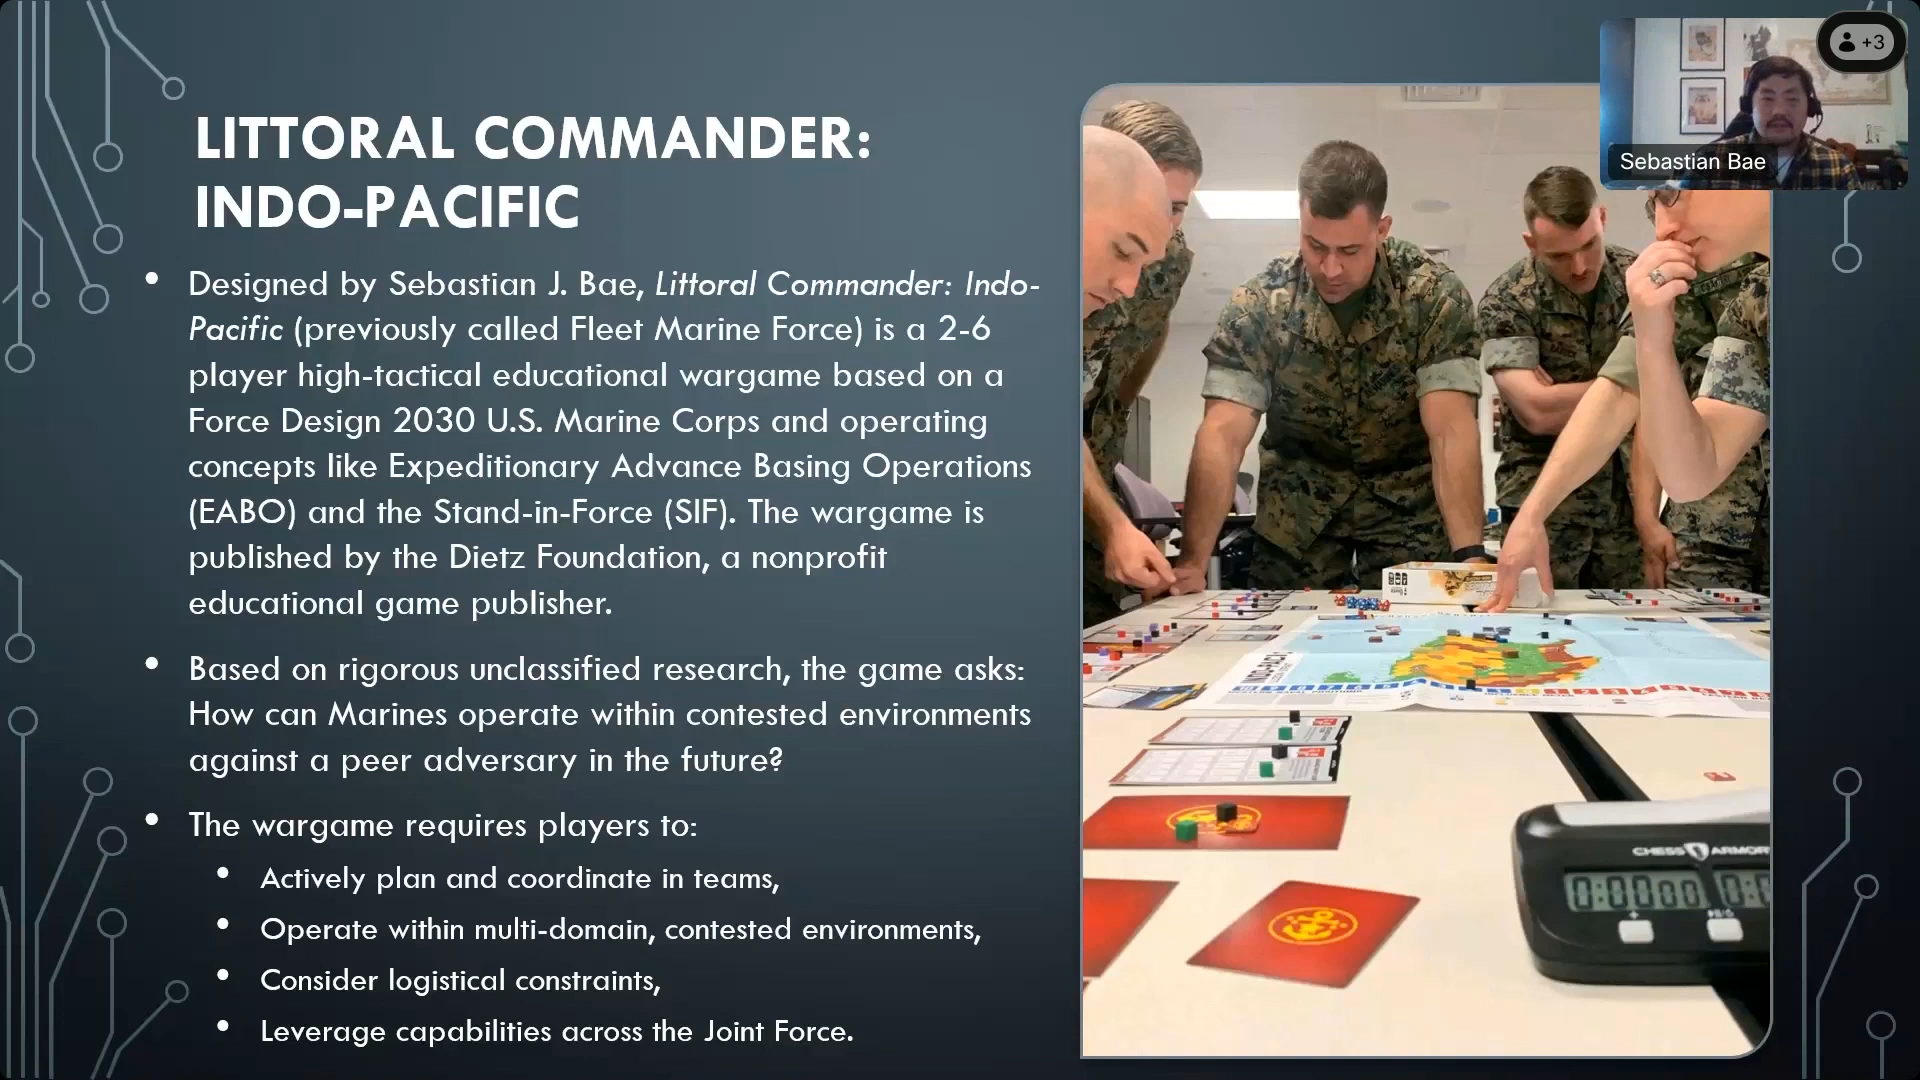 LITTORAL COMMANDER:
INDO-PACIFIC
• Designed by Sebastian J. Bae, Littoral Commander: Indo-
Pacific (previously called Fleet Marine Force) is a 2-6
player high-tactical educational wargame based on a
Force Design 2030 U.S. Marine Corps and operating
concepts like Expeditionary Advance Basing Operations
(EABO) and the Stand-in-Force (SIF). The wargame is
published by the Dietz Foundation, a nonprofit
educational game publisher.
• Based on rigorous unclassified research, the game asks:
How can Marines operate within contested environments
against a peer adversary in the future?
• The wargame requires players to:
• Actively plan and coordinate in teams,
• Operate within multi-domain, contested environments,
• Consider logistical constraints,
• Leverage capabilities across the Joint Force.
+3
Sebastian Bae
CHESS ARMOR
0:00:00